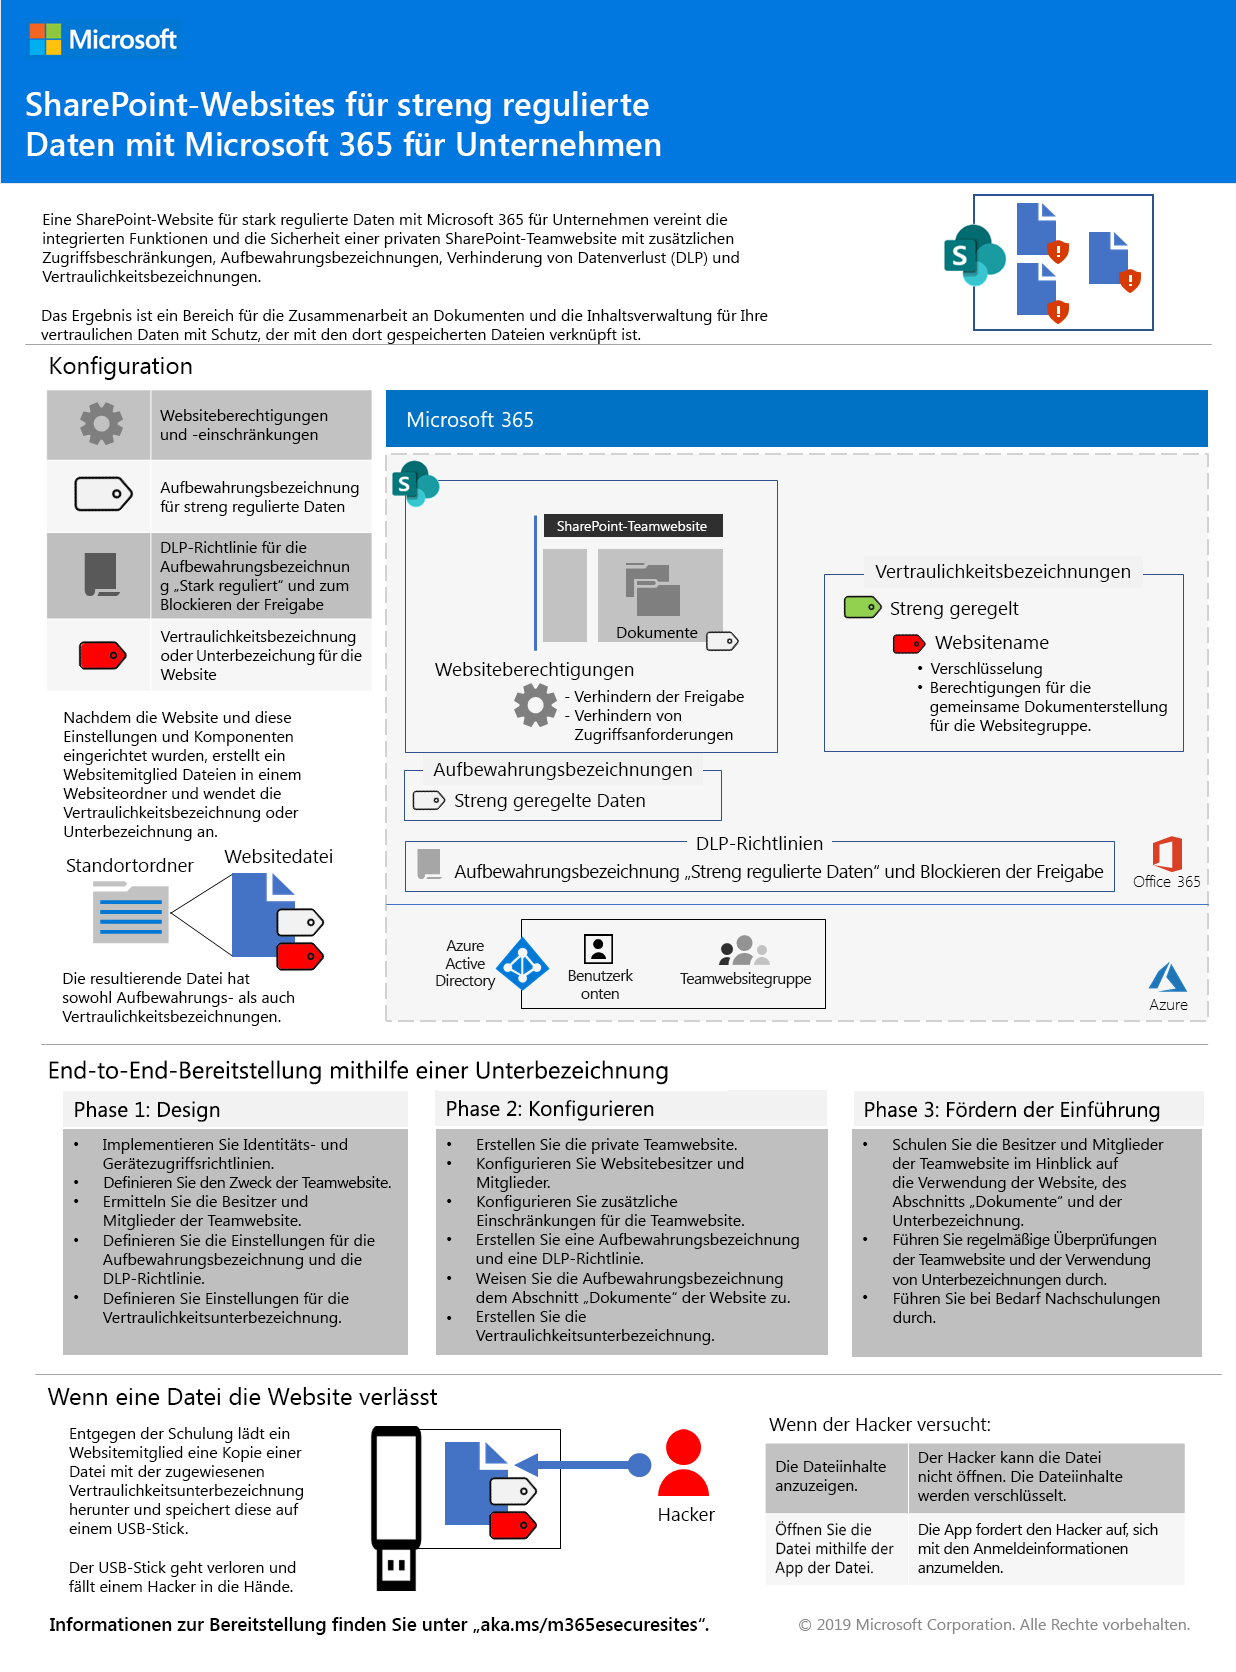 Microsoft
SharePoint-Websites für streng regulierte
Daten mit Microsoft 365 für Unternehmen
Eine SharePoint-Website für stark regulierte Daten mit Microsoft 365 für Unternehmen vereint die
integrierten Funktionen und die Sicherheit einer privaten SharePoint-Teamwebsite mit zusätzlichen
Zugriffsbeschränkungen, Aufbewahrungsbezeichnungen, Verhinderung von Datenverlust (DLP) und
Vertraulichkeitsbezeichnungen.
Das Ergebnis ist ein Bereich für die Zusammenarbeit an Dokumenten und die Inhaltsverwaltung für Ihre
vertraulichen Daten mit Schutz, der mit den dort gespeicherten Dateien verknüpft ist.
S
Konfiguration
Websiteberechtigungen
und -einschränkungen
Aufbewahrungsbezeichnung
für streng regulierte Daten
DLP-Richtlinie für die
Aufbewahrungsbezeichnun
g „Stark reguliert“ und zum
Blockieren der Freigabe
Vertraulichkeitsbezeichnung
oder Unterbezeichung für die
Website
Nachdem die Website und diese
Einstellungen und Komponenten
eingerichtet wurden, erstellt ein
Websitemitglied Dateien in einem
Websiteordner und wendet die
Vertraulichkeitsbezeichnung oder
Unterbezeichnung an.
Standortordner
Websitedatei
Die resultierende Datei hat
sowohl Aufbewahrungs- als auch
Vertraulichkeitsbezeichnungen.
Microsoft 365
S
SharePoint-Teamwebsite
Dokumente
Websiteberechtigungen
- Verhindern der Freigabe
- Verhindern von
Zugriffsanforderungen
Vertraulichkeitsbezeichnungen
Streng geregelt
Websitename
• Verschlüsselung
• Berechtigungen für die
gemeinsame Dokumenterstellung
für die Websitegruppe.
Aufbewahrungsbezeichnungen
Streng geregelte Daten
DLP-Richtlinien
Aufbewahrungsbezeichnung „Streng regulierte Daten“ und Blockieren der Freigabe
Office 365
Azure
Active
Directory
Benutzerk
onten
Teamwebsitegruppe
Azure
End-to-End-Bereitstellung mithilfe einer Unterbezeichnung
Phase 1: Design
• Implementieren Sie Identitäts- und
Gerätezugriffsrichtlinien.
• Definieren Sie den Zweck der Teamwebsite.
• Ermitteln Sie die Besitzer und
Mitglieder der Teamwebsite.
• Definieren Sie die Einstellungen für die
Aufbewahrungsbezeichnung und die
DLP-Richtlinie.
• Definieren Sie Einstellungen für die
Vertraulichkeitsunterbezeichnung.
Phase 2: Konfigurieren
• Erstellen Sie die private Teamwebsite.
• Konfigurieren Sie Websitebesitzer und
Mitglieder.
• Konfigurieren Sie zusätzliche
Einschränkungen für die Teamwebsite.
• Erstellen Sie eine Aufbewahrungsbezeichnung
und eine DLP-Richtlinie.
• Weisen Sie die Aufbewahrungsbezeichnung
dem Abschnitt „Dokumente“ der Website zu.
• Erstellen Sie die
Vertraulichkeitsunterbezeichnung.
Phase 3: Fördern der Einführung
• Schulen Sie die Besitzer und Mitglieder
der Teamwebsite im Hinblick auf
die Verwendung der Website, des
Abschnitts „Dokumente“ und der
Unterbezeichnung.
• Führen Sie regelmäßige Überprüfungen
der Teamwebsite und der Verwendung
von Unterbezeichnungen durch.
• Führen Sie bei Bedarf Nachschulungen
durch.
Wenn eine Datei die Website verlässt
Entgegen der Schulung lädt ein
Websitemitglied eine Kopie einer
Datei mit der zugewiesenen
Vertraulichkeitsunterbezeichnung
herunter und speichert diese auf
einem USB-Stick.
Der USB-Stick geht verloren und
fällt einem Hacker in die Hände.
Hacker
Wenn der Hacker versucht:
Die Dateiinhalte
anzuzeigen.
Der Hacker kann die Datei
nicht öffnen. Die Dateiinhalte
werden verschlüsselt.
Öffnen Sie die
Datei mithilfe der
App der Datei.
Die App fordert den Hacker auf, sich
mit den Anmeldeinformationen
anzumelden.
Informationen zur Bereitstellung finden Sie unter „aka.ms/m365esecuresites“.
© 2019 Microsoft Corporation. Alle Rechte vorbehalten.